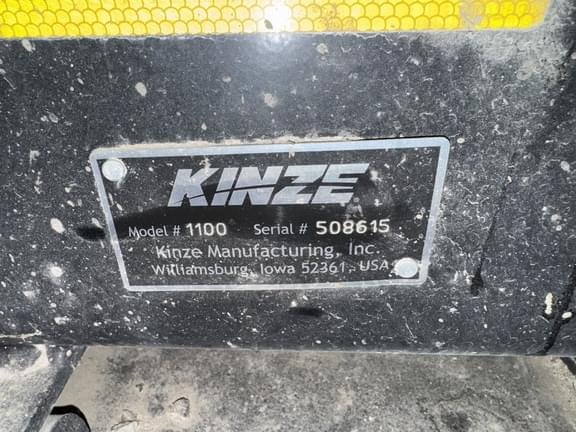 KINZE
Model # 1100 Serial # 508615
Kinze Manufacturing, Inc.
Williamsburg, Iowa 52361, USA